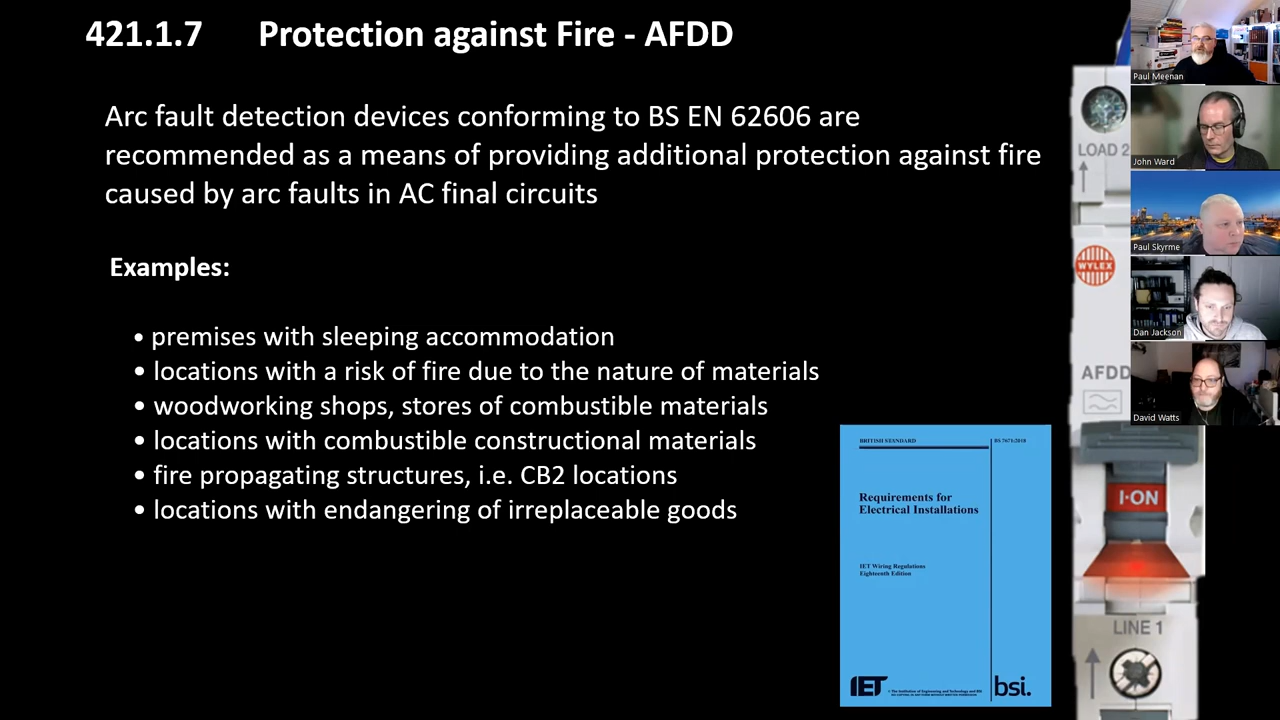 421.1.7 Protection against Fire - AFDD
Arc fault detection devices conforming to BS EN 62606 are
recommended as a means of providing additional protection against fire
caused by arc faults in AC final circuits
Examples:
• premises with sleeping accommodation
• locations with a risk of fire due to the nature of materials
• woodworking shops, stores of combustible materials
• locations with combustible constructional materials
• fire propagating structures, i.e. CB2 locations
• locations with endangering of irreplaceable goods
BRITISH STANDARD
BS 7671:2018
Requirements for
Electrical Installations
IET Wiring Regulations
Eighteenth Edition
IET
bsi.
LOAD 2
WYLEX
AFDD
I·ON
LINE 1
Paul Meenan
John Ward
Paul Skyrme
Dan Jackson
David Watts